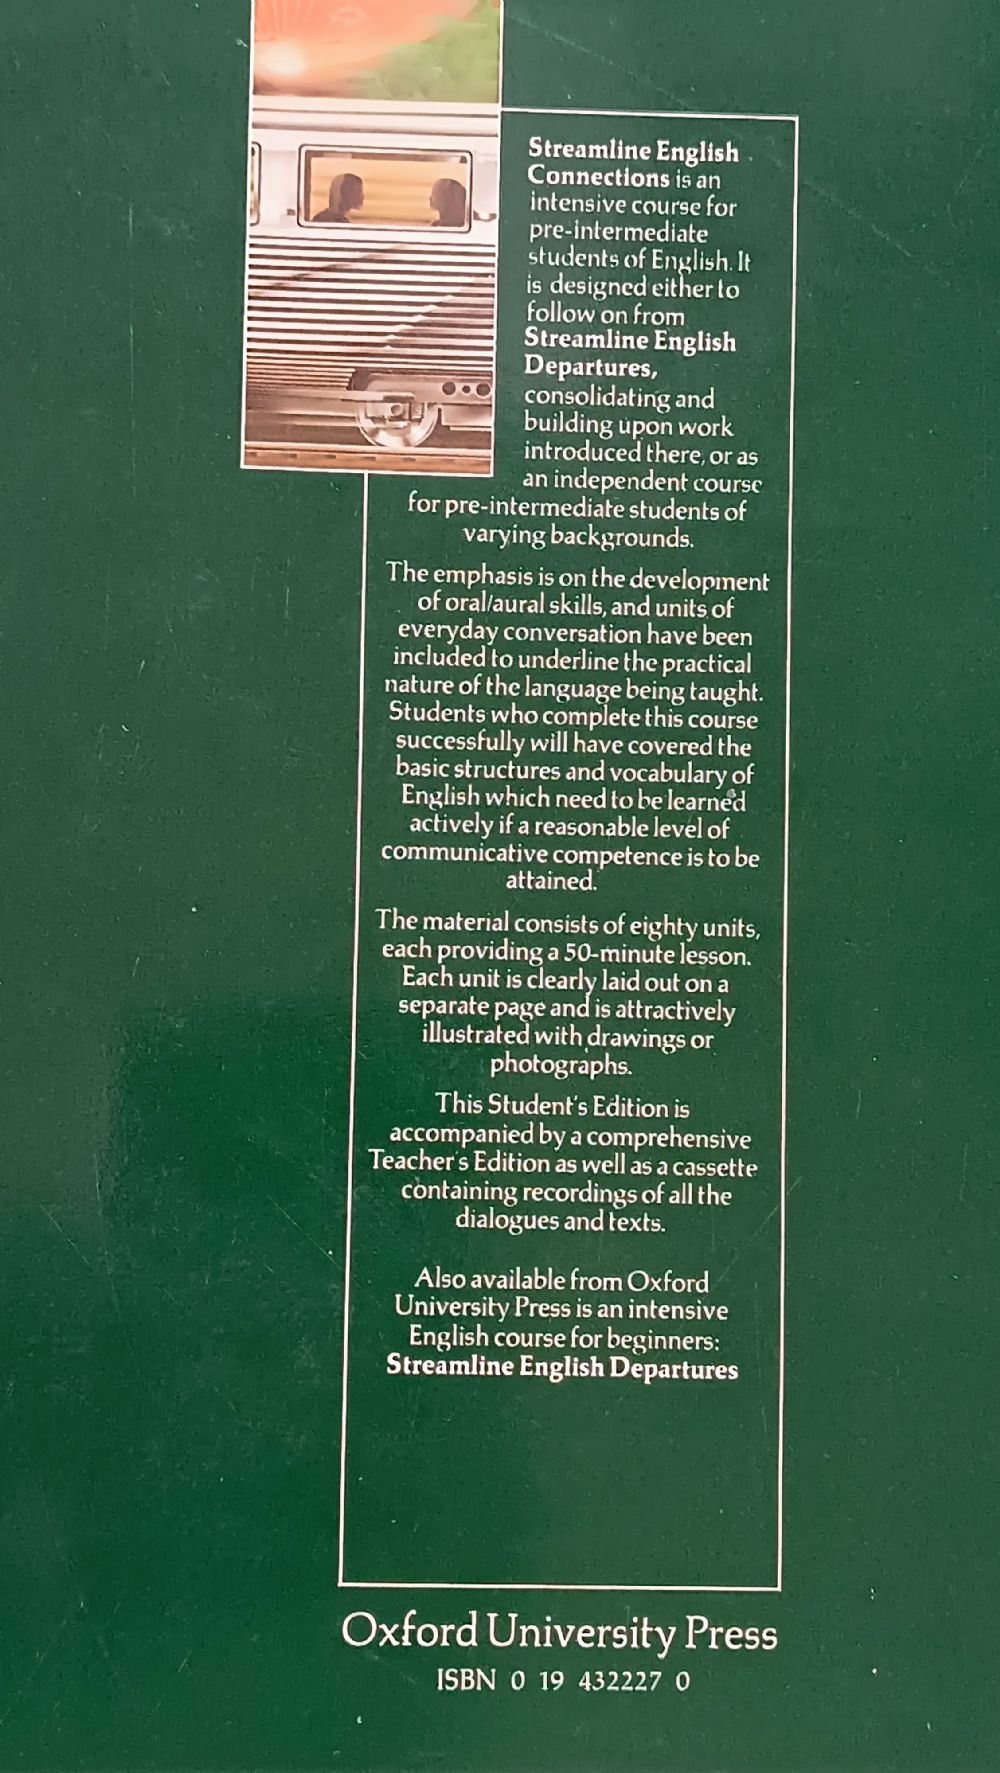 Streamline English
Connections is an
intensive course for
pre-intermediate
students of English. It
is designed either to
follow on from
Streamline English
Departures,
consolidating and
building upon work
introduced there, or as
an independent course
for pre-intermediate students of
varying backgrounds.
The emphasis is on the development
of oral/aural skills, and units of
everyday conversation have been
included to underline the practical
nature of the language being taught.
Students who complete this course
successfully will have covered the
basic structures and vocabulary of
English which need to be learned
actively if a reasonable level of
communicative competence is to be
attained.
The material consists of eighty units,
each providing a 50-minute lesson.
Each unit is clearly laid out on a
separate page and is attractively
illustrated with drawings or
photographs.
This Student's Edition is
accompanied by a comprehensive
Teacher's Edition as well as a cassette
containing recordings of all the
dialogues and texts.
Also available from Oxford
University Press is an intensive
English course for beginners:
Streamline English Departures
Oxford University Press
ISBN 0 19 432227 0